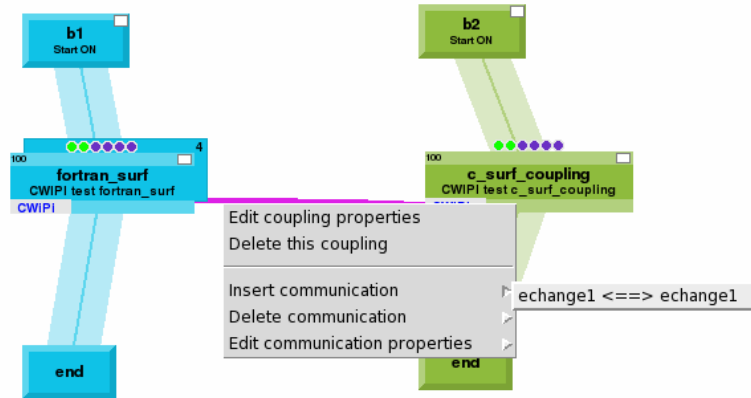 b1
Start ON
b2
Start ON
4
100
fortran_surf
CWIPI test fortran_surf
CWIPi
100
c_surf_coupling
CWIPI test c_surf_coupling
Edit coupling properties
Delete this coupling
Insert communication
echange1 <==> echange1
Delete communication
Edit communication properties
end
end